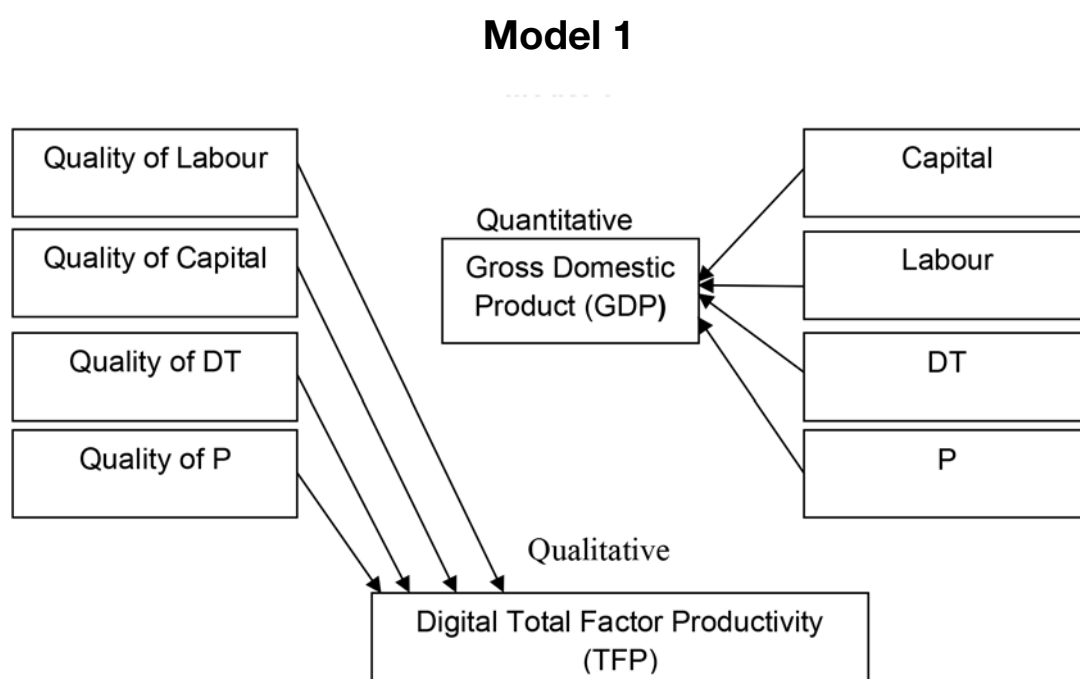 Model 1
Quality of Labour
Quality of Capital
Quality of DT
Quality of P
Quantitative
Gross Domestic
Product (GDP)
Capital
Labour
DT
P
Qualitative
Digital Total Factor Productivity
(TFP)